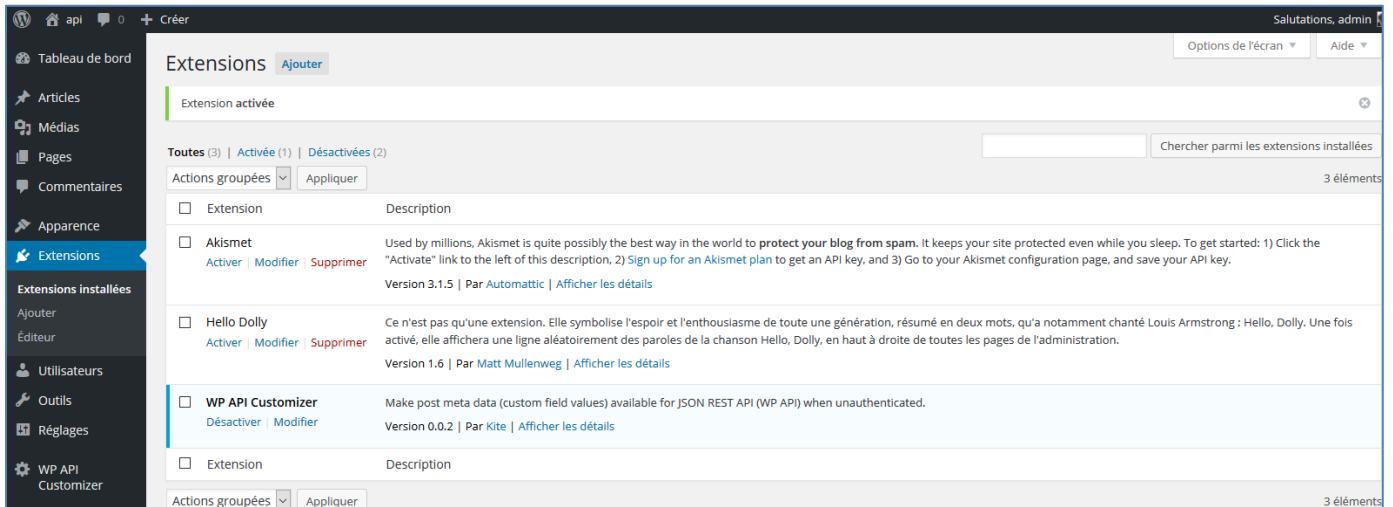 api 0 + Créer Salutations, admin
Options de l'écran Aide
Tableau de bord
Articles
Médias
Pages
Commentaires
Apparence
Extensions
Extensions installées
Ajouter
Éditeur
Utilisateurs
Outils
Réglages
WP API
Customizer
Extensions Ajouter
Extension activée
Toutes (3) | Activée (1) | Désactivées (2)
Chercher parmi les extensions installées
Actions groupées Appliquer
3 éléments
Extension Description
Akismet
Activer | Modifier | Supprimer
Used by millions, Akismet is quite possibly the best way in the world to protect your blog from spam. It keeps your site protected even while you sleep. To get started: 1) Click the
"Activate" link to the left of this description, 2) Sign up for an Akismet plan to get an API key, and 3) Go to your Akismet configuration page, and save your API key.
Version 3.1.5 | Par Automattic | Afficher les détails
Hello Dolly
Activer | Modifier | Supprimer
Ce n'est pas qu'une extension. Elle symbolise l'espoir et l'enthousiasme de toute une génération, résumé en deux mots, qu'a notamment chanté Louis Armstrong : Hello, Dolly. Une fois
activé, elle affichera une ligne aléatoirement des paroles de la chanson Hello, Dolly, en haut à droite de toutes les pages de l'administration.
Version 1.6 | Par Matt Mullenweg | Afficher les détails
WP API Customizer
Désactiver | Modifier
Make post meta data (custom field values) available for JSON REST API (WP API) when unauthenticated.
Version 0.0.2 | Par Kite | Afficher les détails
Extension Description
Actions groupées Appliquer
3 éléments